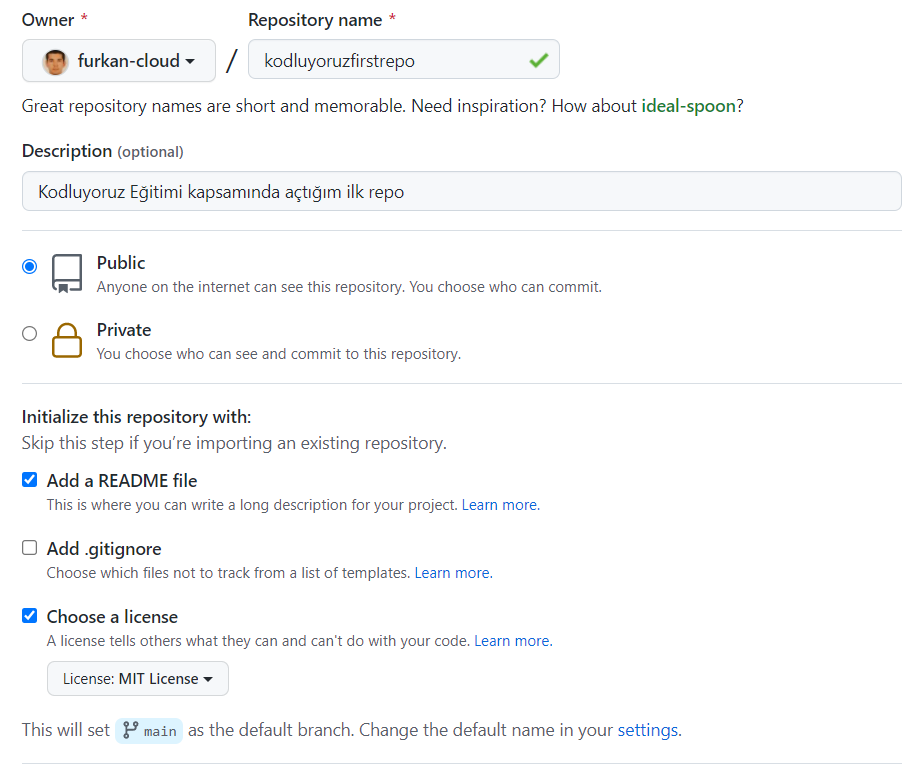 Owner * Repository name *
furkan-cloud / kodluyoruzfirstrepo
Great repository names are short and memorable. Need inspiration? How about ideal-spoon?
Description (optional)
Kodluyoruz Eğitimi kapsamında açtığım ilk repo
Public
Anyone on the internet can see this repository. You choose who can commit.
Private
You choose who can see and commit to this repository.
Initialize this repository with:
Skip this step if you’re importing an existing repository.
Add a README file
This is where you can write a long description for your project. Learn more.
Add .gitignore
Choose which files not to track from a list of templates. Learn more.
Choose a license
A license tells others what they can and can't do with your code. Learn more.
License: MIT License
This will set main as the default branch. Change the default name in your settings.